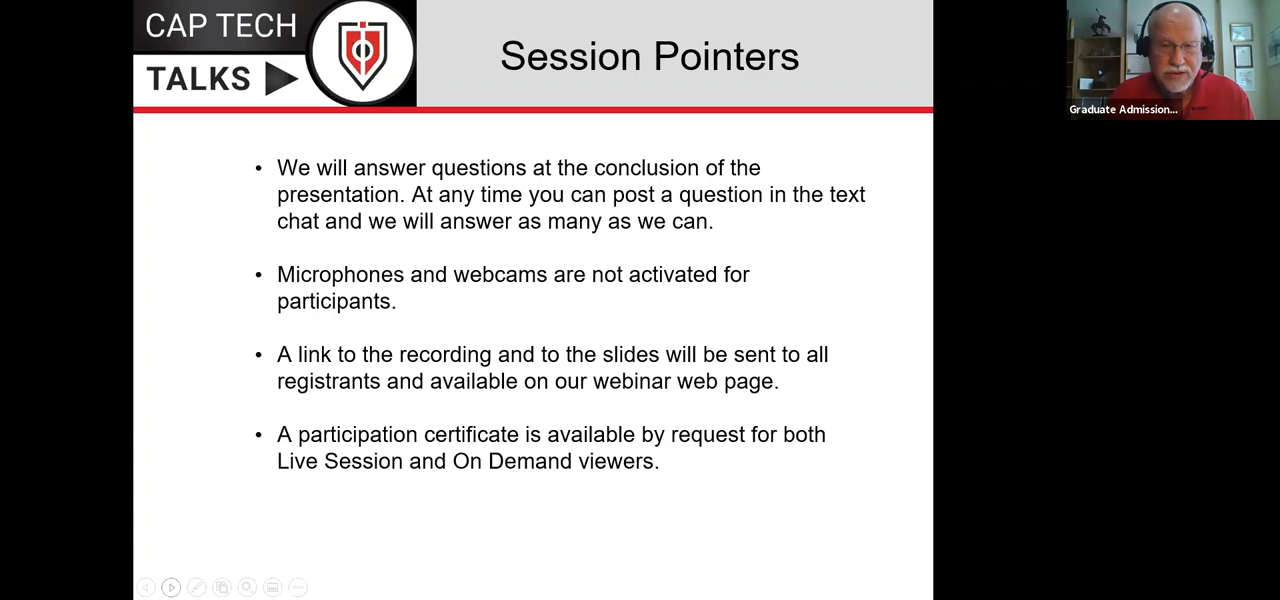 CAP TECH
TALKS
Session Pointers
Graduate Admission...
• We will answer questions at the conclusion of the
presentation. At any time you can post a question in the text
chat and we will answer as many as we can.
• Microphones and webcams are not activated for
participants.
• A link to the recording and to the slides will be sent to all
registrants and available on our webinar web page.
• A participation certificate is available by request for both
Live Session and On Demand viewers.